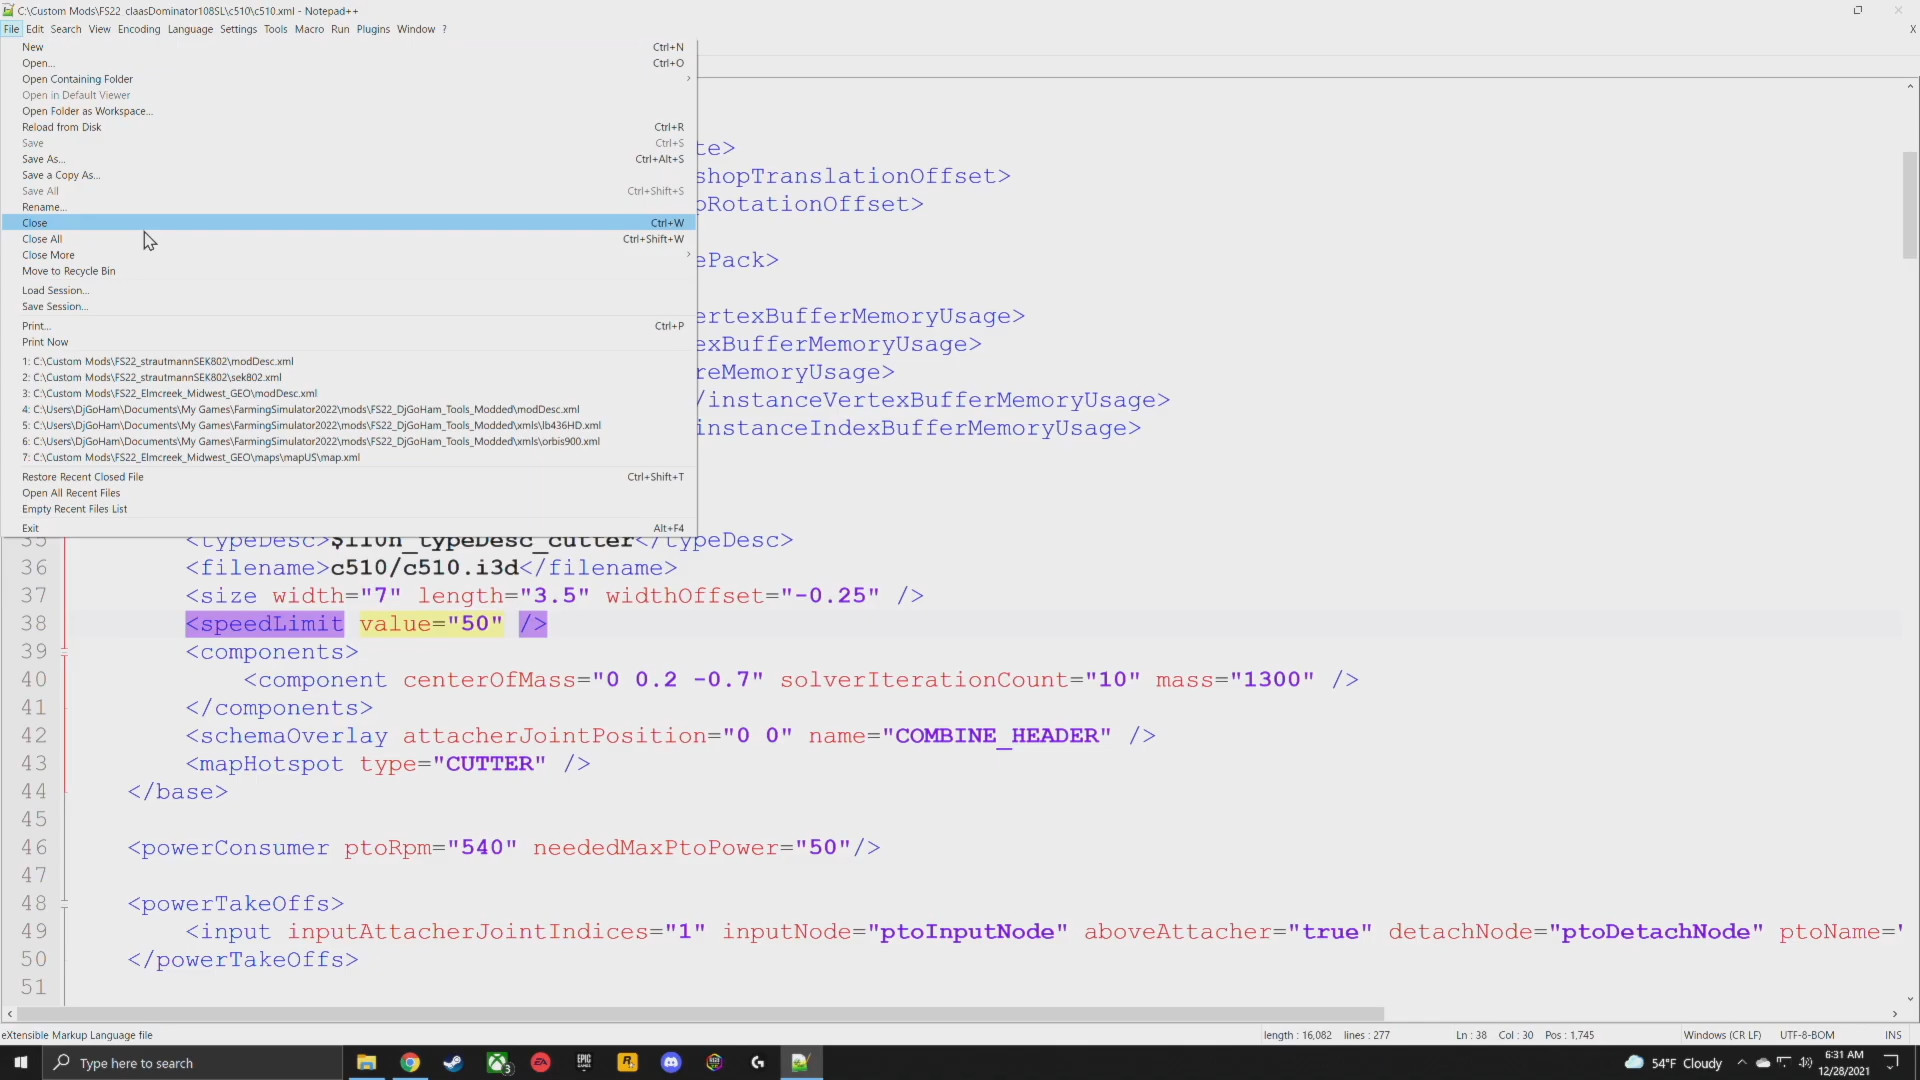 C:\Custom Mods\FS22_claasDominator108SL\c510\c510.xml - Notepad++
File Edit Search View Encoding Language Settings Tools Macro Run Plugins Window ? X
New Ctrl+N
Open... Ctrl+O
Open Containing Folder
Open in Default Viewer
Open Folder as Workspace...
Reload from Disk Ctrl+R
Save Ctrl+S
te>
Save As... Ctrl+Alt+S
Save a Copy As...
shopTranslationOffset>
Save All Ctrl+Shift+S
Rename...
oRotationOffset>
Close Ctrl+W
Close All Ctrl+Shift+W
Close More
ePack>
Move to Recycle Bin
Load Session...
Save Session...
ertexBufferMemoryUsage>
Print... Ctrl+P
Print Now
exBufferMemoryUsage>
1: C:\Custom Mods\FS22_strautmannSEK802\modDesc.xml
reMemoryUsage>
2: C:\Custom Mods\FS22_strautmannSEK802\sek802.xml
3: C:\Custom Mods\FS22_Elmcreek_Midwest_GEO\modDesc.xml
/instanceVertexBufferMemoryUsage>
4: C:\Users\DjGoHam\Documents\My Games\FarmingSimulator2022\mods\FS22_DjGoHam_Tools_Modded\modDesc.xml
5: C:\Users\DjGoHam\Documents\My Games\FarmingSimulator2022\mods\FS22_DjGoHam_Tools_Modded\xmls\lb436HD.xml
instanceIndexBufferMemoryUsage>
6: C:\Users\DjGoHam\Documents\My Games\FarmingSimulator2022\mods\FS22_DjGoHam_Tools_Modded\xmls\orbis900.xml
7: C:\Custom Mods\FS22_Elmcreek_Midwest_GEO\maps\mapUS\map.xml
Restore Recent Closed File Ctrl+Shift+T
Open All Recent Files
Empty Recent Files List
Exit Alt+F4
35 <typeDesc>$l10n_typeDesc_cutter</typeDesc>
36 <filename>c510/c510.i3d</filename>
37 <size width="7" length="3.5" widthOffset="-0.25" />
38 <speedLimit value="50" />
39 <components>
40 <component centerOfMass="0 0.2 -0.7" solverIterationCount="10" mass="1300" />
41 </components>
42 <schemaOverlay attacherJointPosition="0 0" name="COMBINE_HEADER" />
43 <mapHotspot type="CUTTER" />
44 </base>
45
46 <powerConsumer ptoRpm="540" neededMaxPtoPower="50"/>
47
48 <powerTakeOffs>
49 <input inputAttacherJointIndices="1" inputNode="ptoInputNode" aboveAttacher="true" detachNode="ptoDetachNode" ptoName="
50 </powerTakeOffs>
51
eXtensible Markup Language file length : 16,082 lines : 277 Ln : 38 Col : 30 Pos : 1,745 Windows (CR LF) UTF-8-BOM INS
Type here to search 3 EA EPIC GAMES R 54°F Cloudy 6:31 AM
12/28/2021